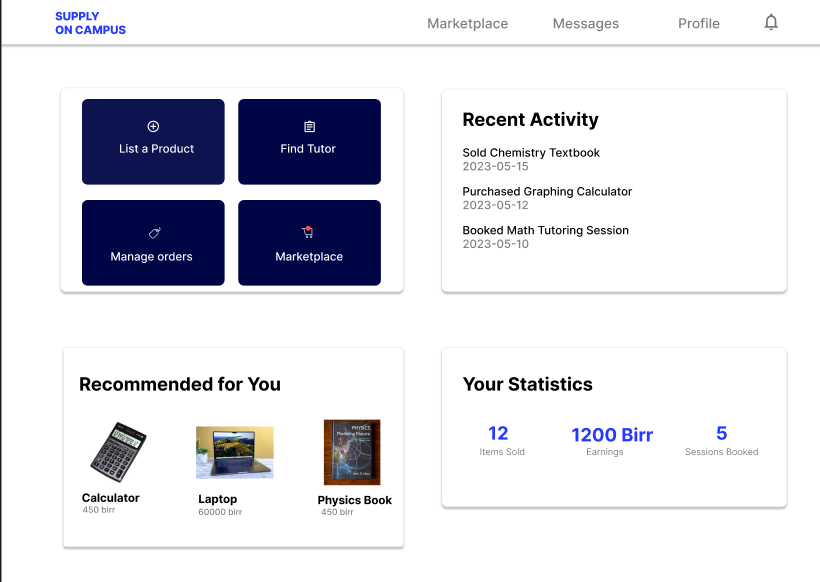 SUPPLY
ON CAMPUS
Marketplace
Messages
Profile
List a Product
Find Tutor
Manage orders
Marketplace
Recent Activity
Sold Chemistry Textbook
2023-05-15
Purchased Graphing Calculator
2023-05-12
Booked Math Tutoring Session
2023-05-10
Recommended for You
PHYSICS
Modeling Nature
Calculator
450 birr
Laptop
60000 birr
Physics Book
450 birr
Your Statistics
12
Items Sold
1200 Birr
Earnings
5
Sessions Booked